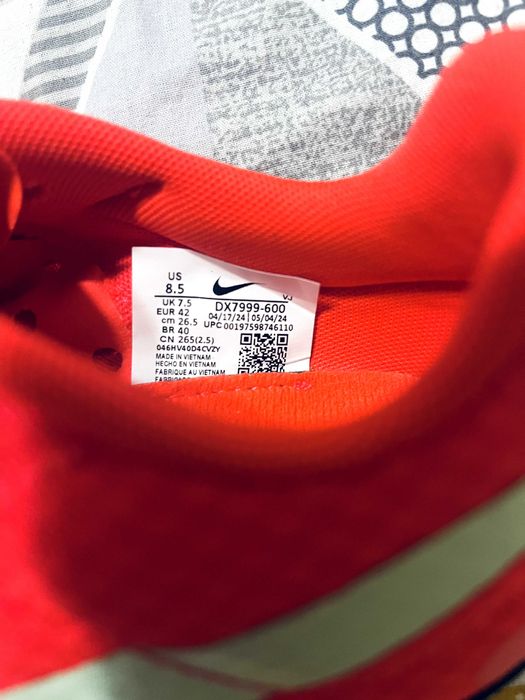 US
8.5
UK 7.5
EUR 42
cm 26.5
BR 40
CN 265(2.5)
VJ
DX7999-600
04/17/24 | 05/04/24
UPC 00197598746110
046HV40D4CVZY
MADE IN VIETNAM
HECHO EN VIETNAM
FABRIQUE AU VIETNAM